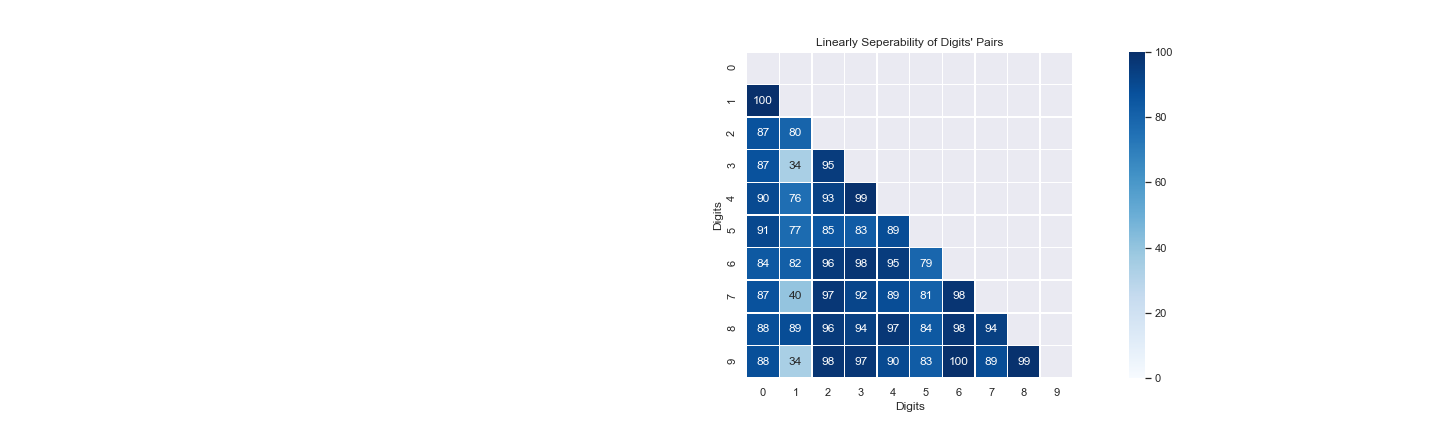 Linearly Seperability of Digits' Pairs
0
1 100
2 87 80
3 87 34 95
4 90 76 93 99
5 91 77 85 83 89
6 84 82 96 98 95 79
7 87 40 97 92 89 81 98
8 88 89 96 94 97 84 98 94
9 88 34 98 97 90 83 100 89 99
0 1 2 3 4 5 6 7 8 9
Digits
Digits
100
80
60
40
20
0